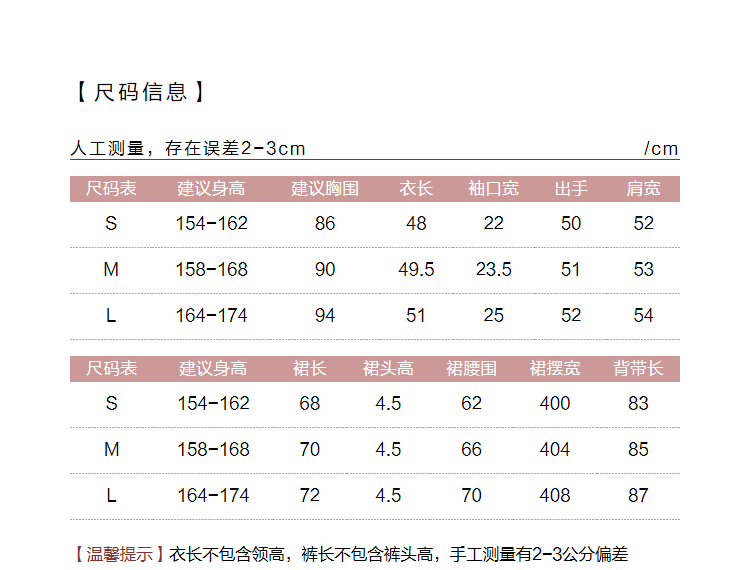 【尺码信息】
人工测量，存在误差2-3cm /cm
尺码表 建议身高 建议胸围 衣长 袖口宽 出手 肩宽
S 154-162 86 48 22 50 52
M 158-168 90 49.5 23.5 51 53
L 164-174 94 51 25 52 54
尺码表 建议身高 裙长 裙头高 裙腰围 裙摆宽 背带长
S 154-162 68 4.5 62 400 83
M 158-168 70 4.5 66 404 85
L 164-174 72 4.5 70 408 87
【温馨提示】衣长不包含领高，裤长不包含裤头高，手工测量有2-3公分偏差